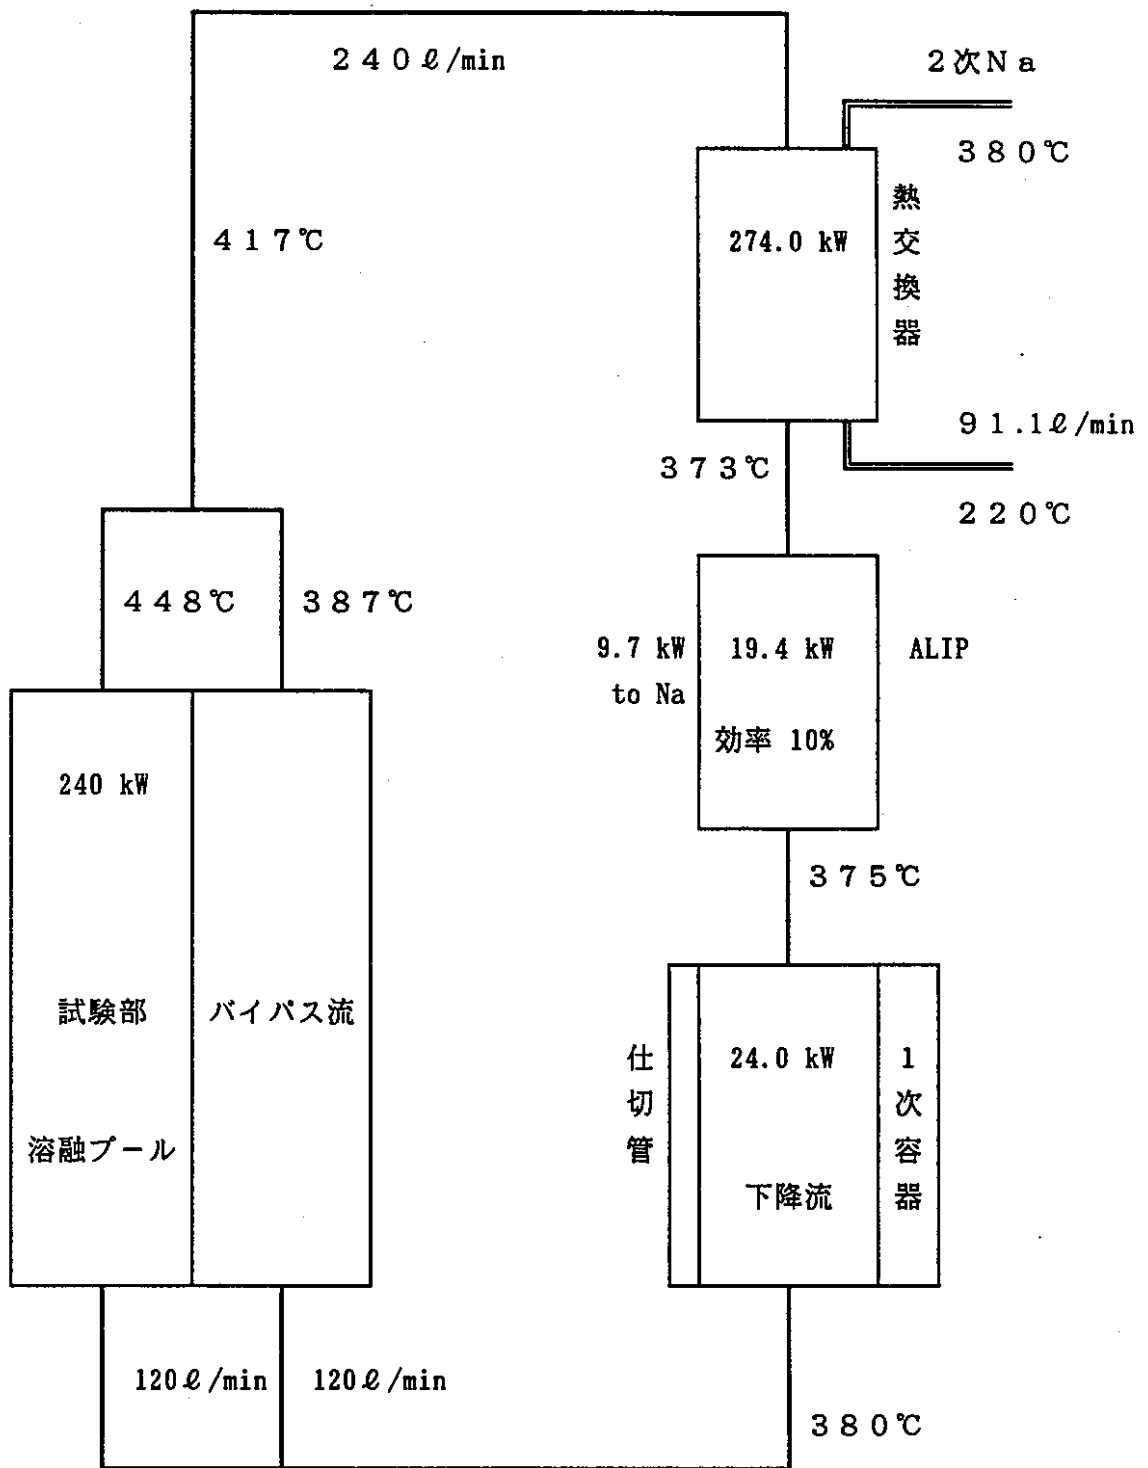 240ℓ/min
2次Na
380℃
熱交換器
417℃
274.0 kW
91.1ℓ/min
373℃
220℃
448℃
387℃
9.7 kW
to Na
19.4 kW
ALIP
効率 10%
240 kW
375℃
試験部
バイパス流
仕切管
24.0 kW
1次容器
溶融プール
下降流
120ℓ/min
120ℓ/min
380℃